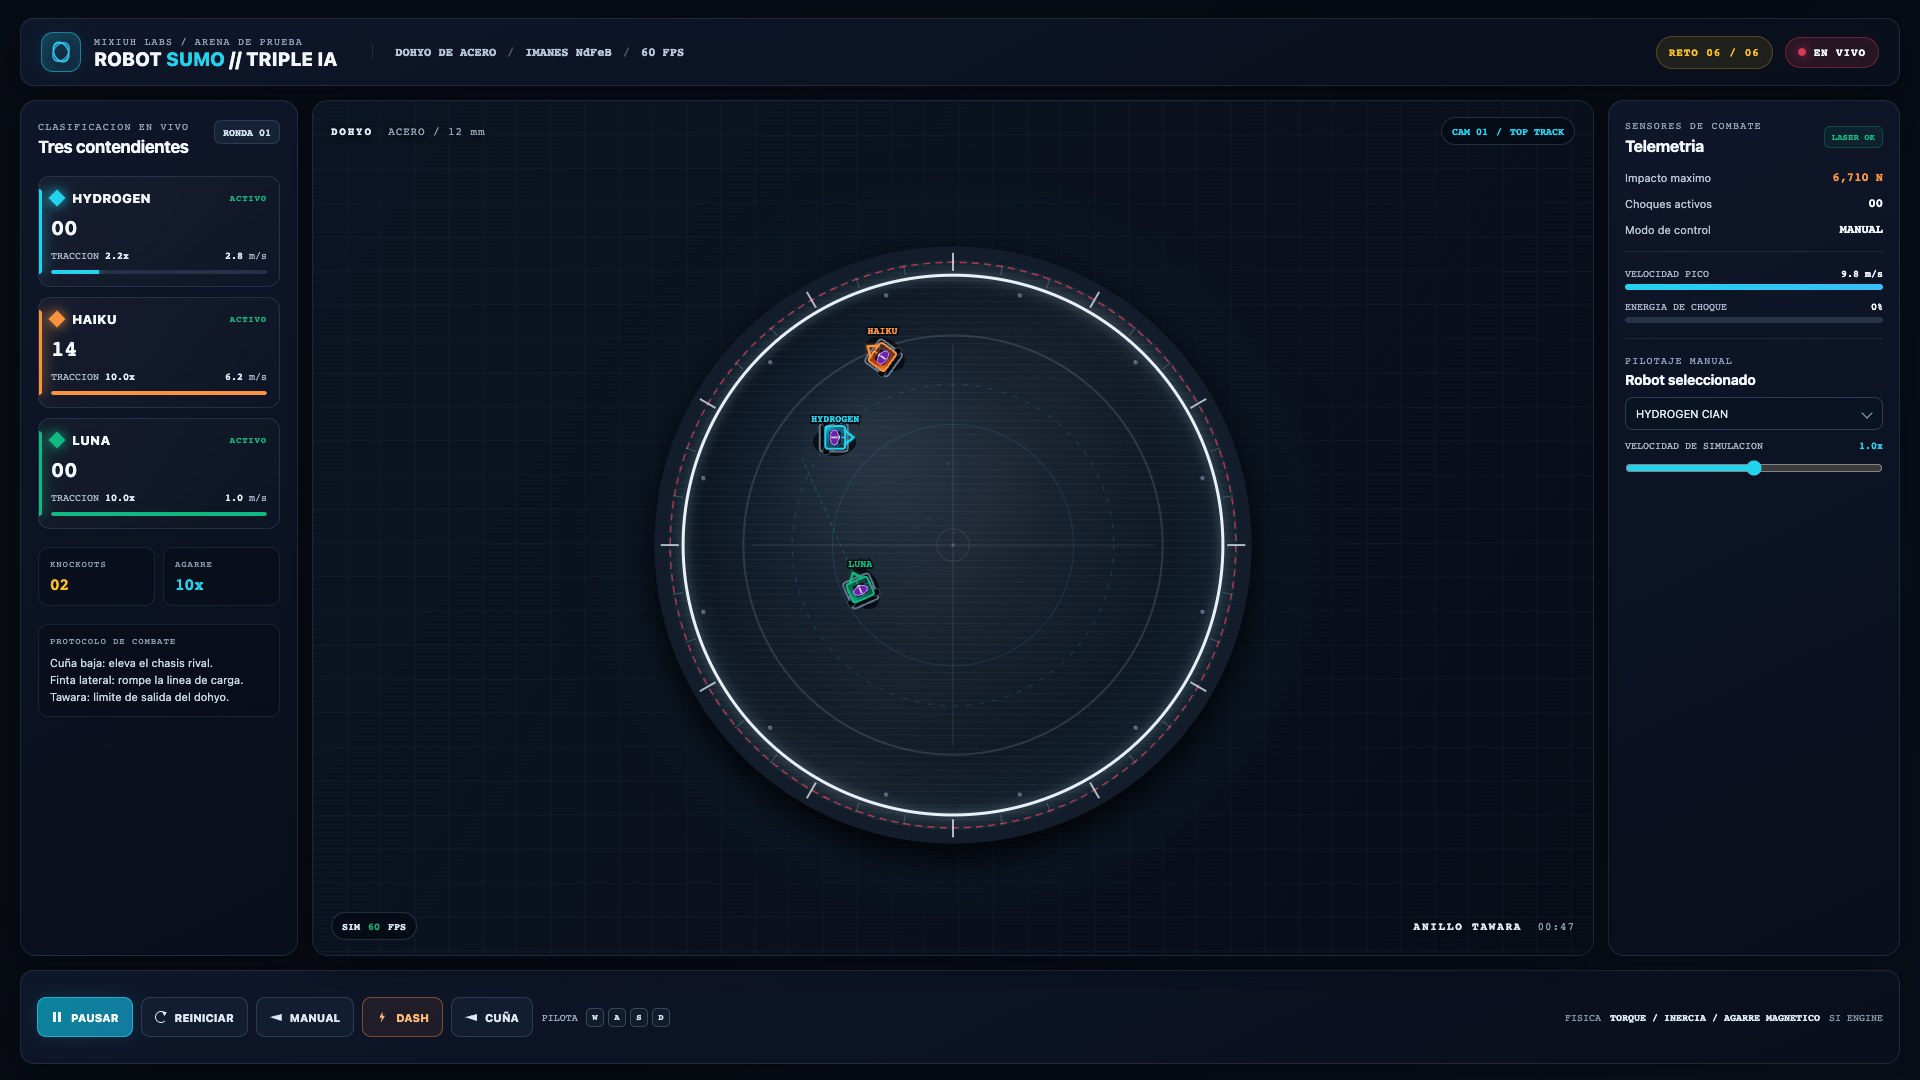 MIXIUH LABS / ARENA DE PRUEBA
ROBOT SUMO // TRIPLE IA
DOHYO DE ACERO / IMANES NdFeB / 60 FPS
RETO 06 / 06
EN VIVO
CLASIFICACION EN VIVO
Tres contendientes
RONDA 01
HYDROGEN
ACTIVO
00
TRACCION 2.2x
2.8 m/s
HAIKU
ACTIVO
14
TRACCION 10.0x
6.2 m/s
LUNA
ACTIVO
00
TRACCION 10.0x
1.0 m/s
KNOCKOUTS
02
AGARRE
10x
PROTOCOLO DE COMBATE
Cuña baja: eleva el chasis rival.
Finta lateral: rompe la linea de carga.
Tawara: limite de salida del dohyo.
DOHYO ACERO / 12 mm
CAM 01 / TOP TRACK
HAIKU
HYDROGEN
LUNA
SIM 60 FPS
ANILLO TAWARA 00:47
SENSORES DE COMBATE
Telemetria
LASER OK
Impacto maximo
6,710 N
Choques activos
00
Modo de control
MANUAL
VELOCIDAD PICO
9.8 m/s
ENERGIA DE CHOQUE
0%
PILOTAJE MANUAL
Robot seleccionado
HYDROGEN CIAN
VELOCIDAD DE SIMULACION
1.0x
PAUSAR
REINICIAR
MANUAL
DASH
CUÑA
PILOTA W A S D
FISICA TORQUE / INERCIA / AGARRE MAGNETICO SI ENGINE